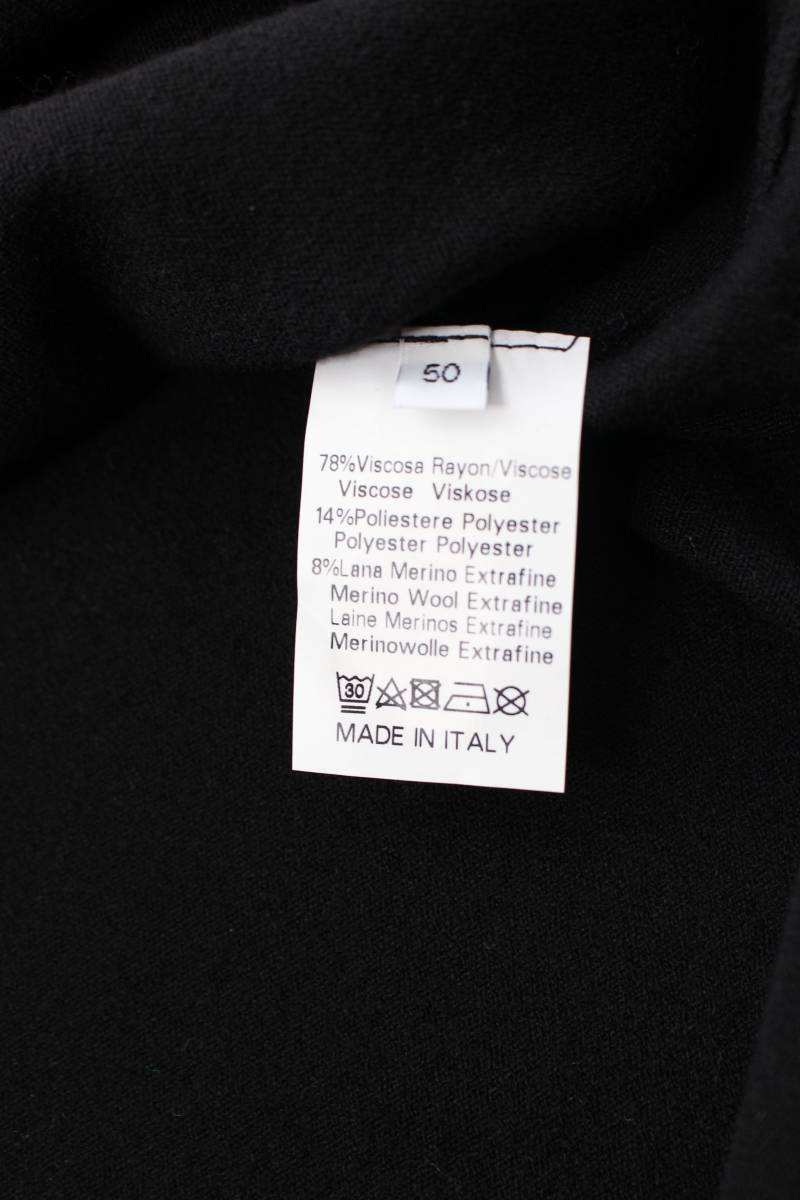 50
78%Viscosa Rayon/Viscose
Viscose Viskose
14%Poliestere Polyester
Polyester Polyester
8%Lana Merino Extrafine
Merino Wool Extrafine
Laine Merinos Extrafine
Merinowolle Extrafine
30
MADE IN ITALY